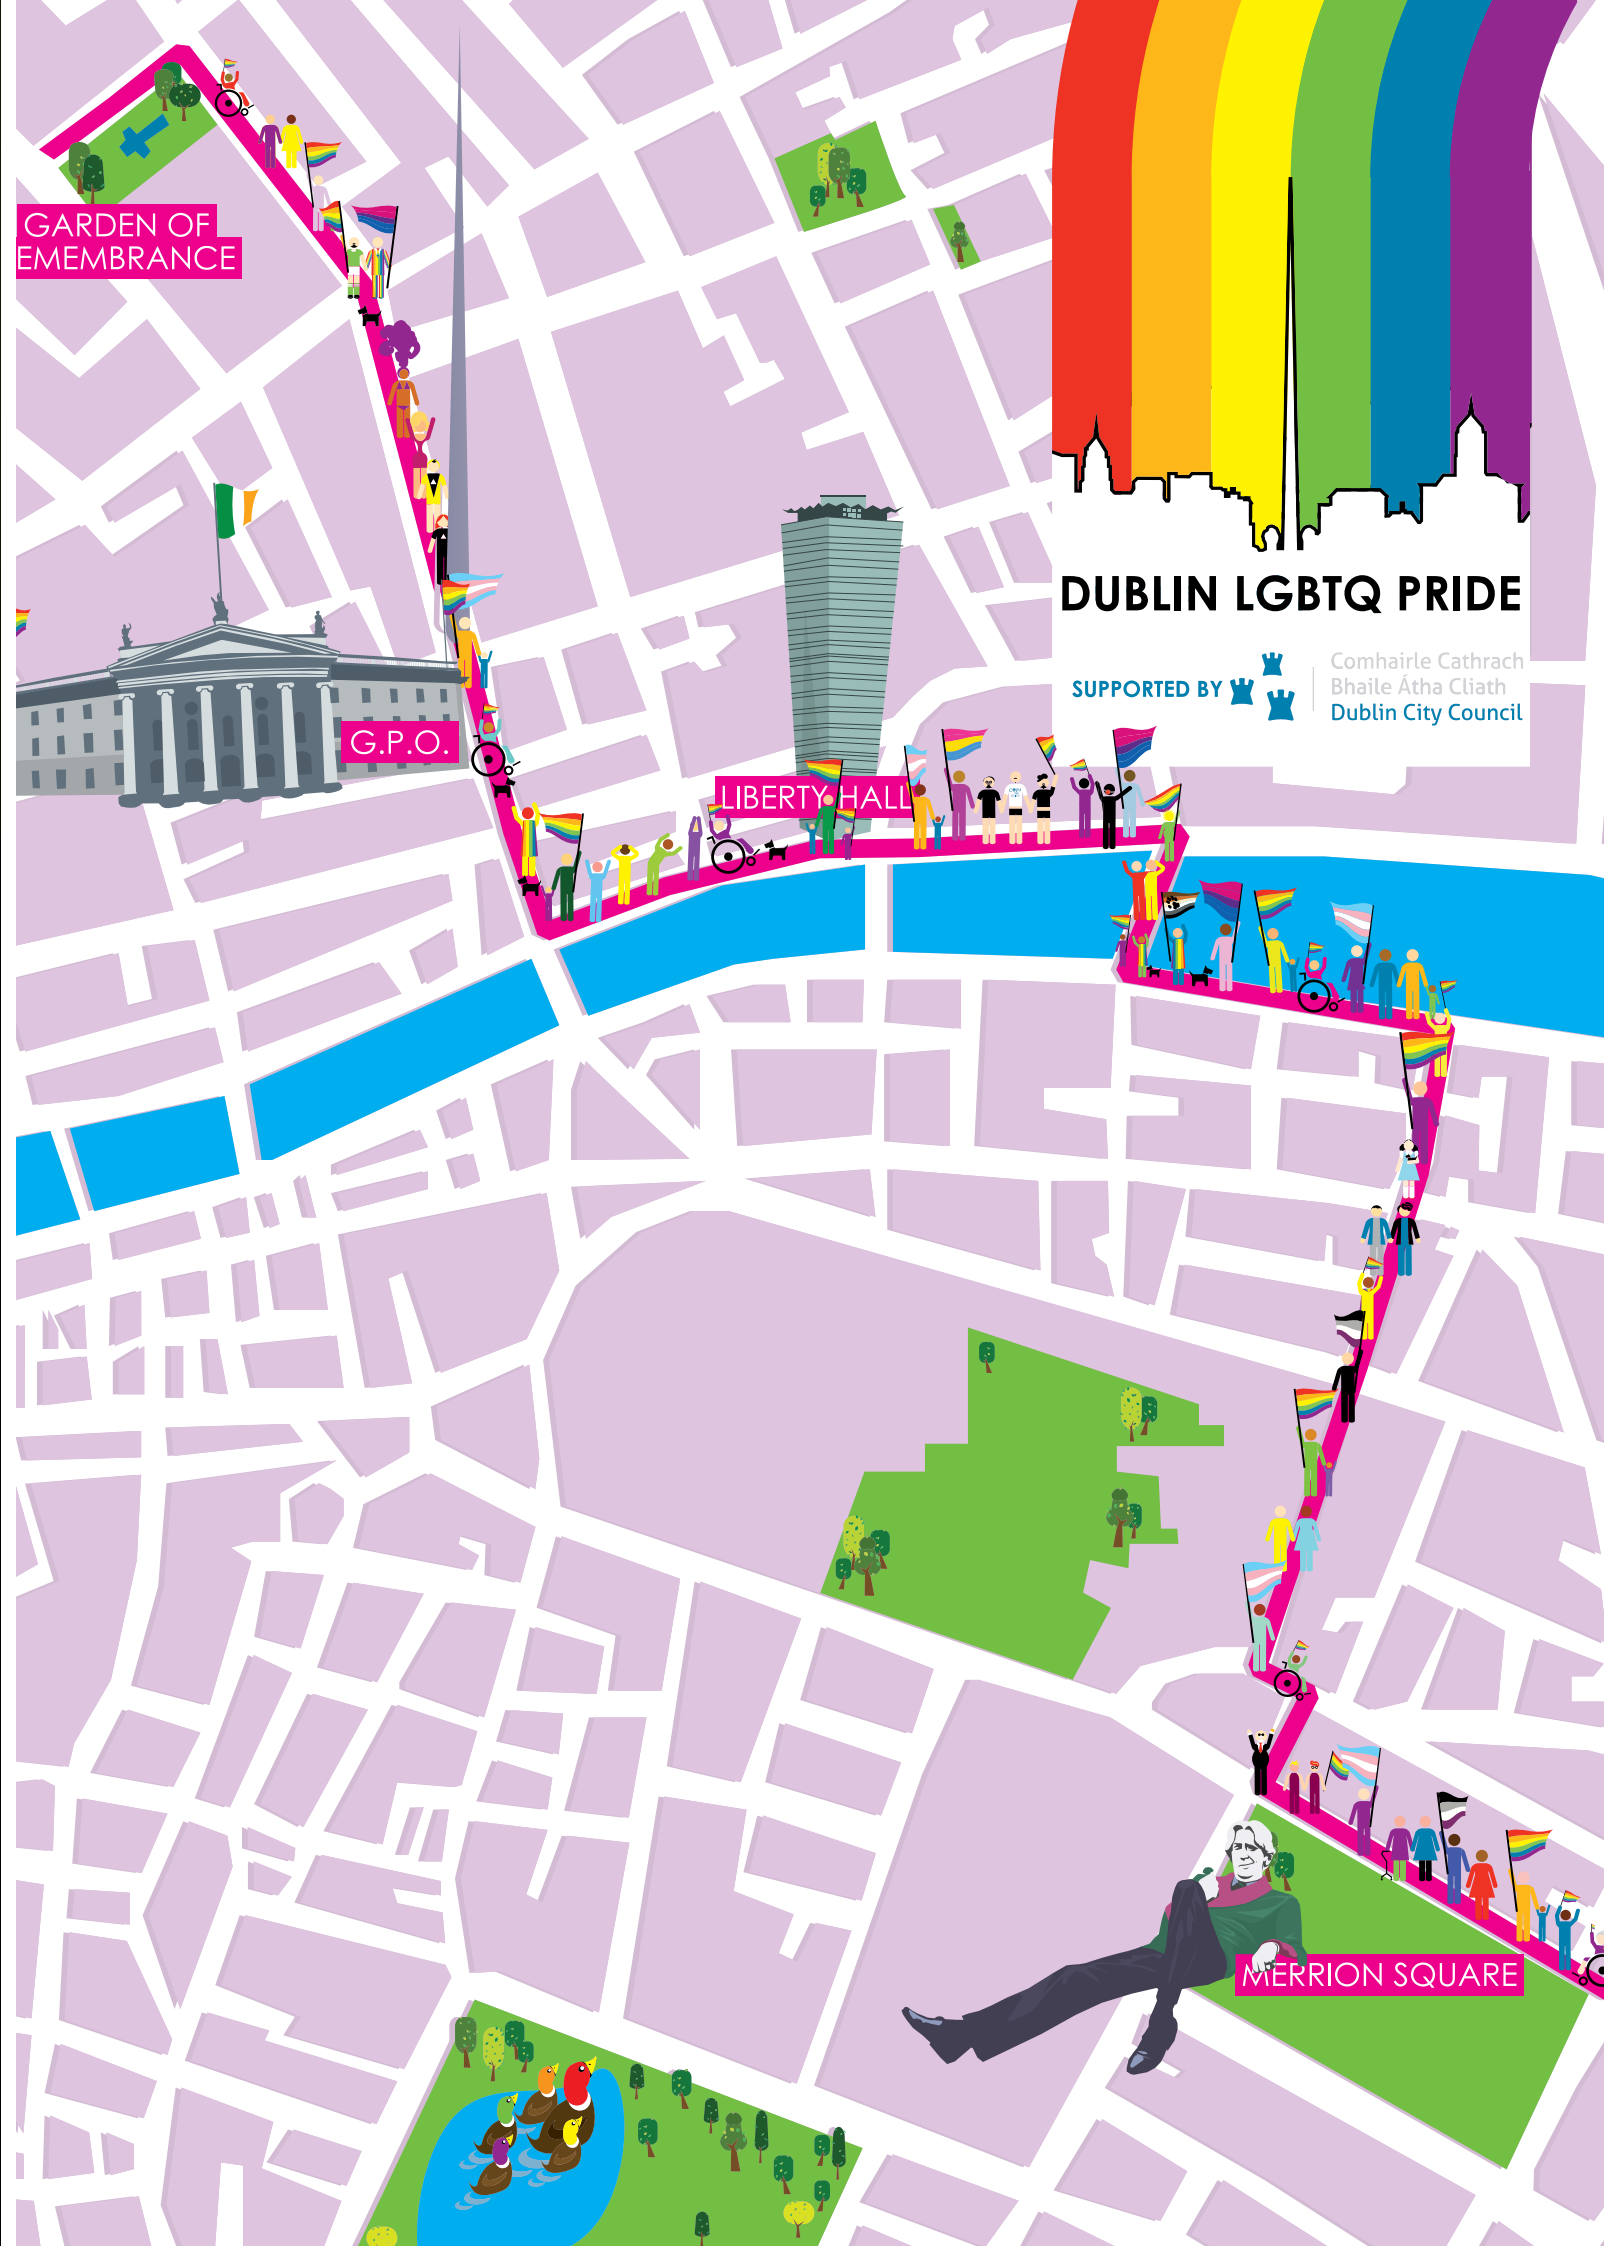 GARDEN OF
EMEMBRANCE
DUBLIN LGBTQ PRIDE
SUPPORTED BY
Comhairle Cathrach
Bhaile Átha Cliath
Dublin City Council
G.P.O.
LIBERTY HALL
MERRION SQUARE